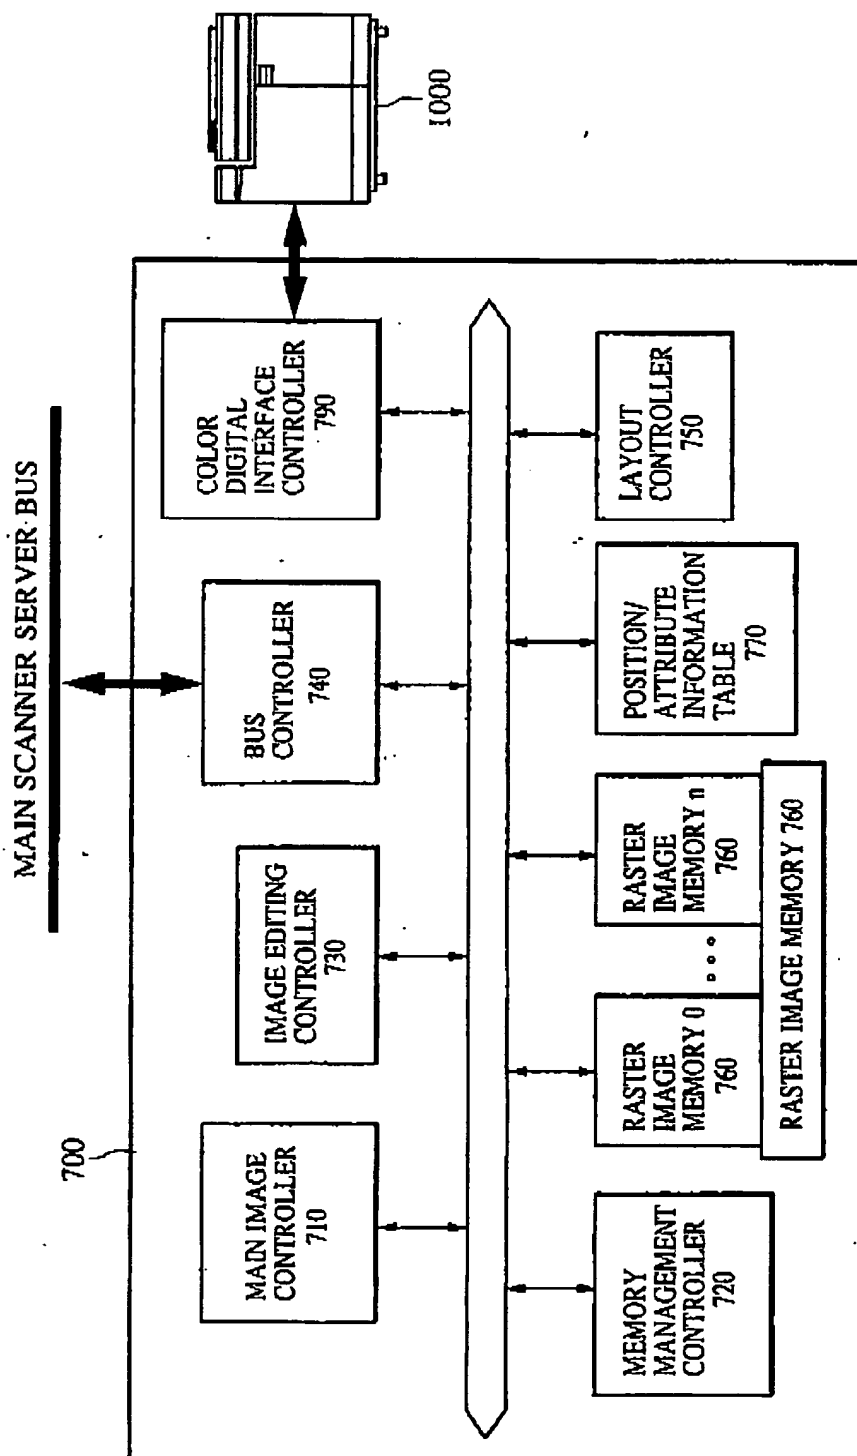 MAIN SCANNER SERVER BUS
700
MAIN IMAGE
CONTROLLER
710
IMAGE EDITING
CONTROLLER
730
BUS
CONTROLLER
740
COLOR
DIGITAL
INTERFACE
CONTROLLER
790
1000
MEMORY
MANAGEMENT
CONTROLLER
720
RASTER
IMAGE
MEMORY 0
760
RASTER
IMAGE
MEMORY n
760
RASTER IMAGE MEMORY 760
POSITION/
ATTRIBUTE
INFORMATION
TABLE
770
LAYOUT
CONTROLLER
750